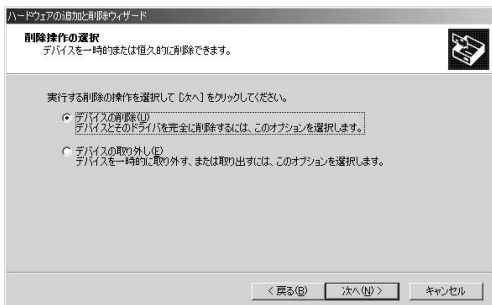 ハードウェアの追加と削除ウィザード
削除操作の選択
デバイスを一時的または恒久的に削除できます。
実行する削除の操作を選択して [次へ] をクリックしてください。
デバイスの削除(U)
デバイスとそのドライバを完全に削除するには、このオプションを選択します。
デバイスの取り外し(E)
デバイスを一時的に取り外す、または取り出すには、このオプションを選択します。
< 戻る(B)
次へ(N) >
キャンセル